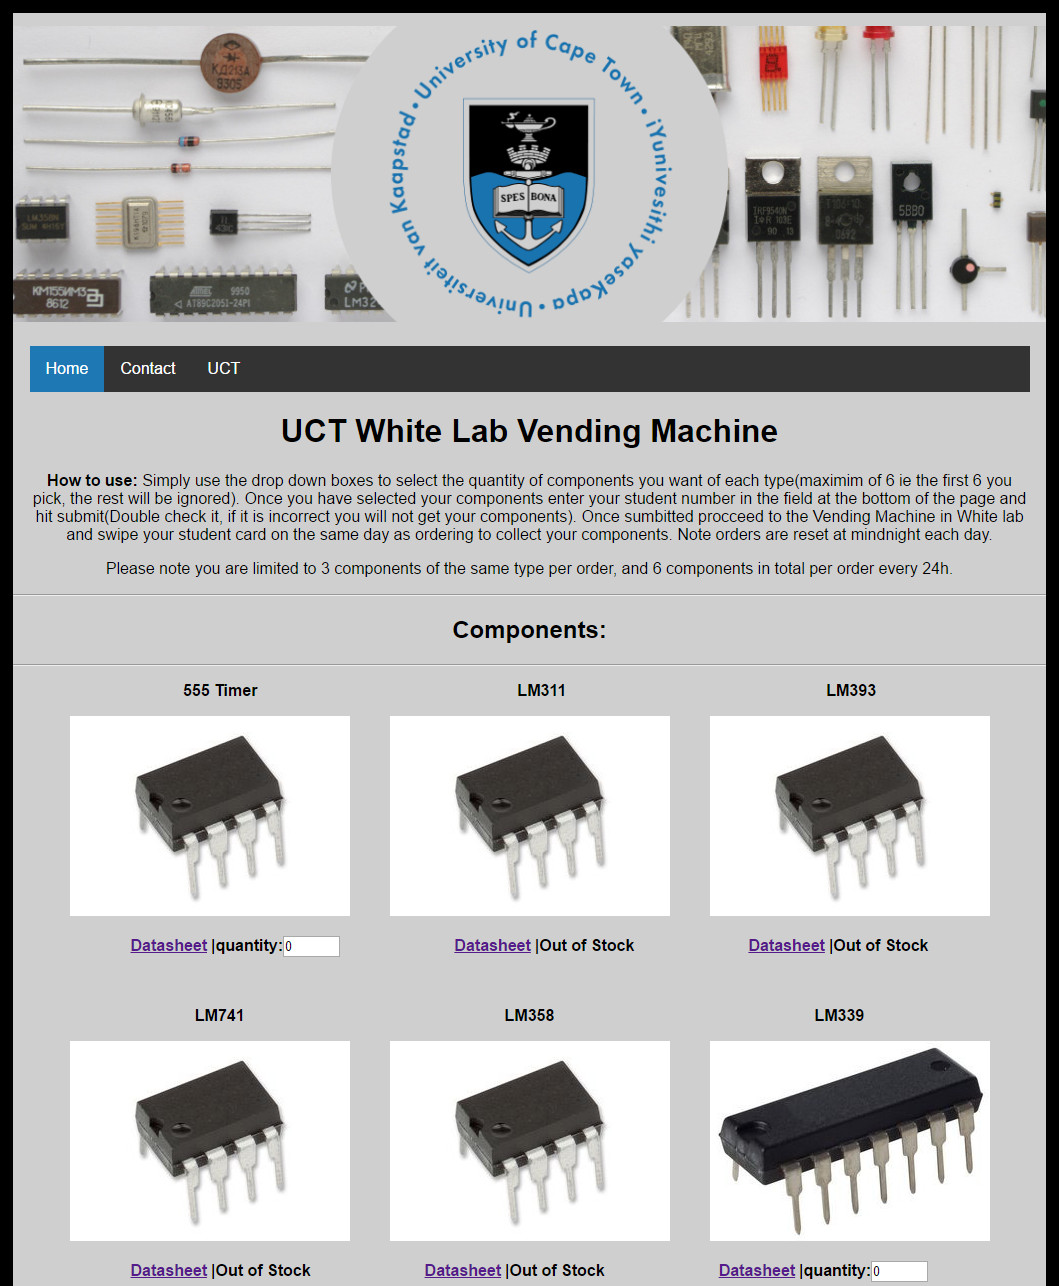 КД213А
9305
LM358N
KM155ИM3
8612
ATMEL 9950
AT89C2051-24PI
LM32
Universiteit van Kaapstad • University of Cape Town • iYunivesithi yaseKapa •
SPES BONA
IRF9540N
IR 103E
90 13
5BB0
Home Contact UCT
UCT White Lab Vending Machine
How to use: Simply use the drop down boxes to select the quantity of components you want of each type(maximim of 6 ie the first 6 you
pick, the rest will be ignored). Once you have selected your components enter your student number in the field at the bottom of the page and
hit submit(Double check it, if it is incorrect you will not get your components). Once sumbitted procceed to the Vending Machine in White lab
and swipe your student card on the same day as ordering to collect your components. Note orders are reset at mindnight each day.
Please note you are limited to 3 components of the same type per order, and 6 components in total per order every 24h.
Components:
555 Timer LM311 LM393
Datasheet |quantity:0 Datasheet |Out of Stock Datasheet |Out of Stock
LM741 LM358 LM339
Datasheet |Out of Stock Datasheet |Out of Stock Datasheet |quantity:0